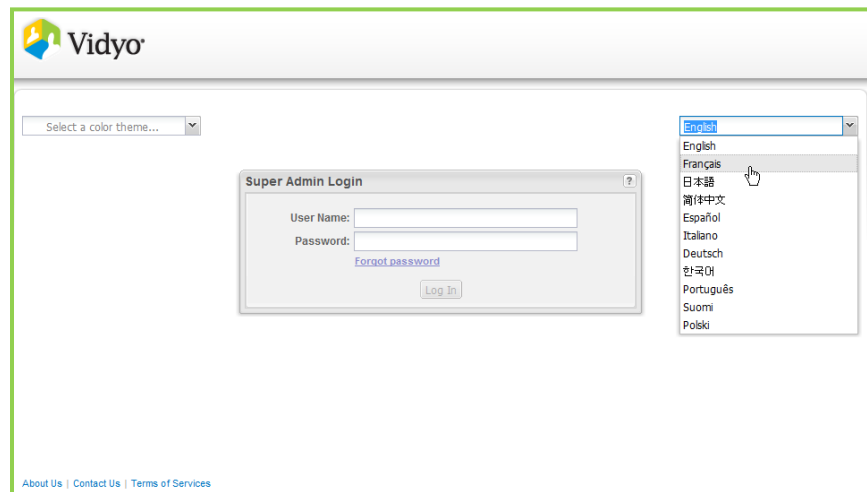 Vidyo
Select a color theme...
English
English
Français
日本語
简体中文
Español
Italiano
Deutsch
한국어
Português
Suomi
Polski
Super Admin Login ?
User Name:
Password:
Forgot password
Log In
About Us | Contact Us | Terms of Services